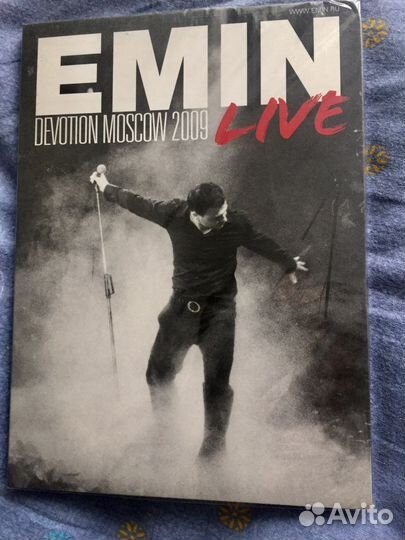 WWW.EMIN.RU
EMIN
DEVOTION MOSCOW 2009 LIVE
Avito